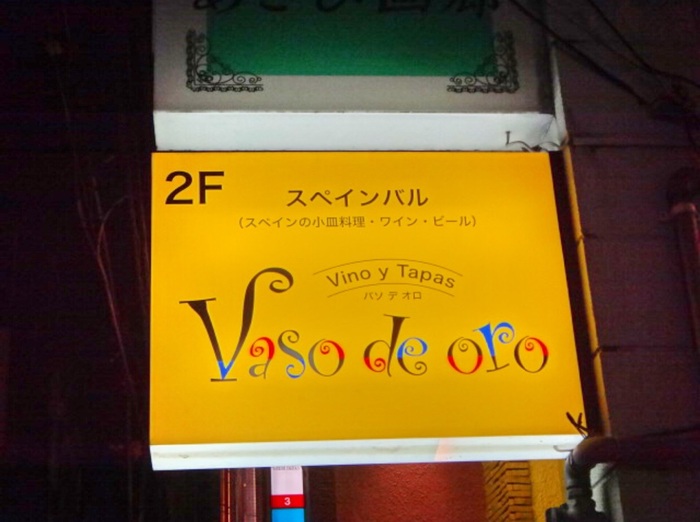 2F
スペインバル
（スペインの小皿料理・ワイン・ビール）
Vino y Tapas
バソ デ オロ
Vaso de oro
3